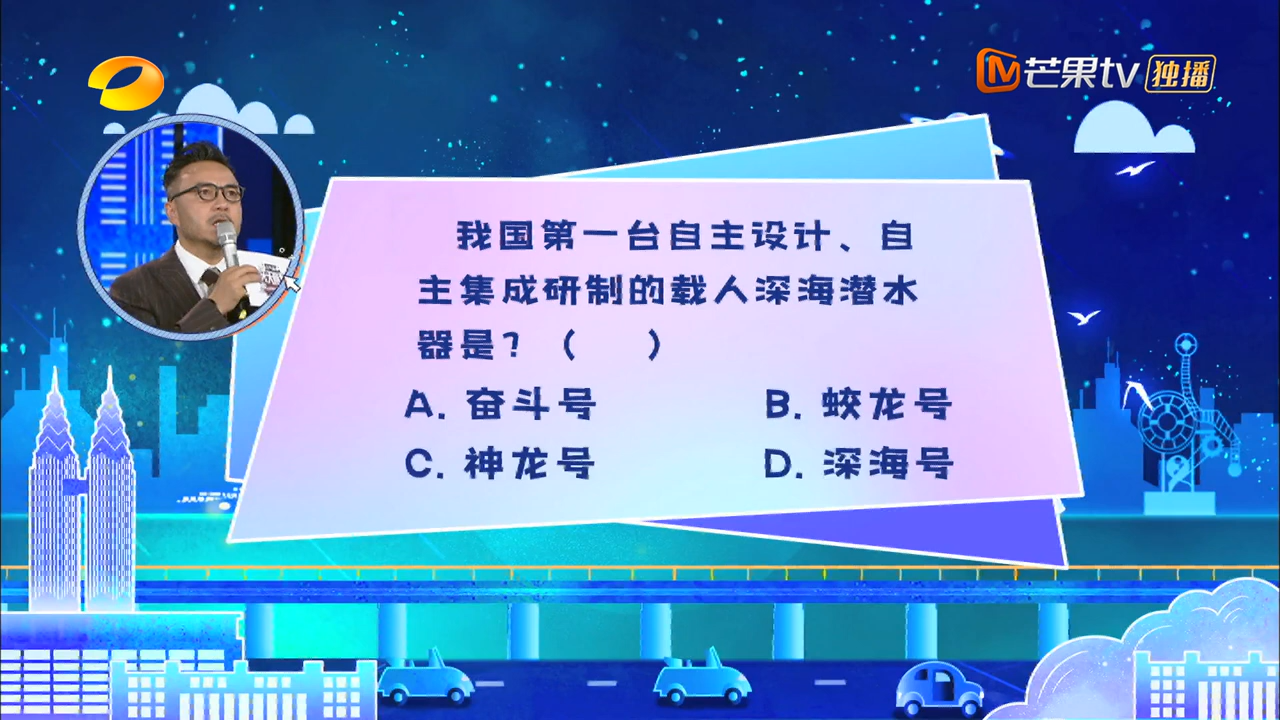 芒果tv 独播
我国第一台自主设计、自
主集成研制的载人深海潜水
器是？（　　）
A. 奋斗号　　B. 蛟龙号
C. 神龙号　　D. 深海号